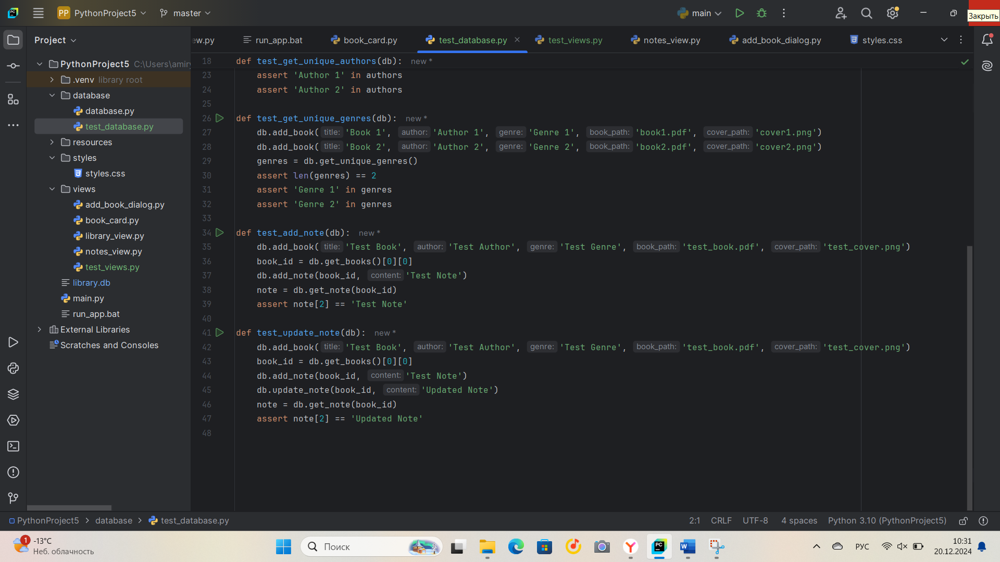 PP PythonProject5 master main Закрыть
Project ew.py run_app.bat book_card.py test_database.py test_views.py notes_view.py add_book_dialog.py styles.css
PythonProject5 C:\Users\amiry
.venv library root
database
database.py
test_database.py
resources
styles
styles.css
views
add_book_dialog.py
book_card.py
library_view.py
notes_view.py
test_views.py
library.db
main.py
run_app.bat
External Libraries
Scratches and Consoles
18 def test_get_unique_authors(db): new *
23 assert 'Author 1' in authors
24 assert 'Author 2' in authors
25
26 def test_get_unique_genres(db): new *
27 db.add_book( title: 'Book 1', author: 'Author 1', genre: 'Genre 1', book_path: 'book1.pdf', cover_path: 'cover1.png')
28 db.add_book( title: 'Book 2', author: 'Author 2', genre: 'Genre 2', book_path: 'book2.pdf', cover_path: 'cover2.png')
29 genres = db.get_unique_genres()
30 assert len(genres) == 2
31 assert 'Genre 1' in genres
32 assert 'Genre 2' in genres
33
34 def test_add_note(db): new *
35 db.add_book( title: 'Test Book', author: 'Test Author', genre: 'Test Genre', book_path: 'test_book.pdf', cover_path: 'test_cover.png')
36 book_id = db.get_books()[0][0]
37 db.add_note(book_id, content: 'Test Note')
38 note = db.get_note(book_id)
39 assert note[2] == 'Test Note'
40
41 def test_update_note(db): new *
42 db.add_book( title: 'Test Book', author: 'Test Author', genre: 'Test Genre', book_path: 'test_book.pdf', cover_path: 'test_cover.png')
43 book_id = db.get_books()[0][0]
44 db.add_note(book_id, content: 'Test Note')
45 db.update_note(book_id, content: 'Updated Note')
46 note = db.get_note(book_id)
47 assert note[2] == 'Updated Note'
48
PythonProject5 > database > test_database.py 2:1 CRLF UTF-8 4 spaces Python 3.10 (PythonProject5)
1 -13°C
Неб. облачность
Поиск
РУС
10:31
20.12.2024